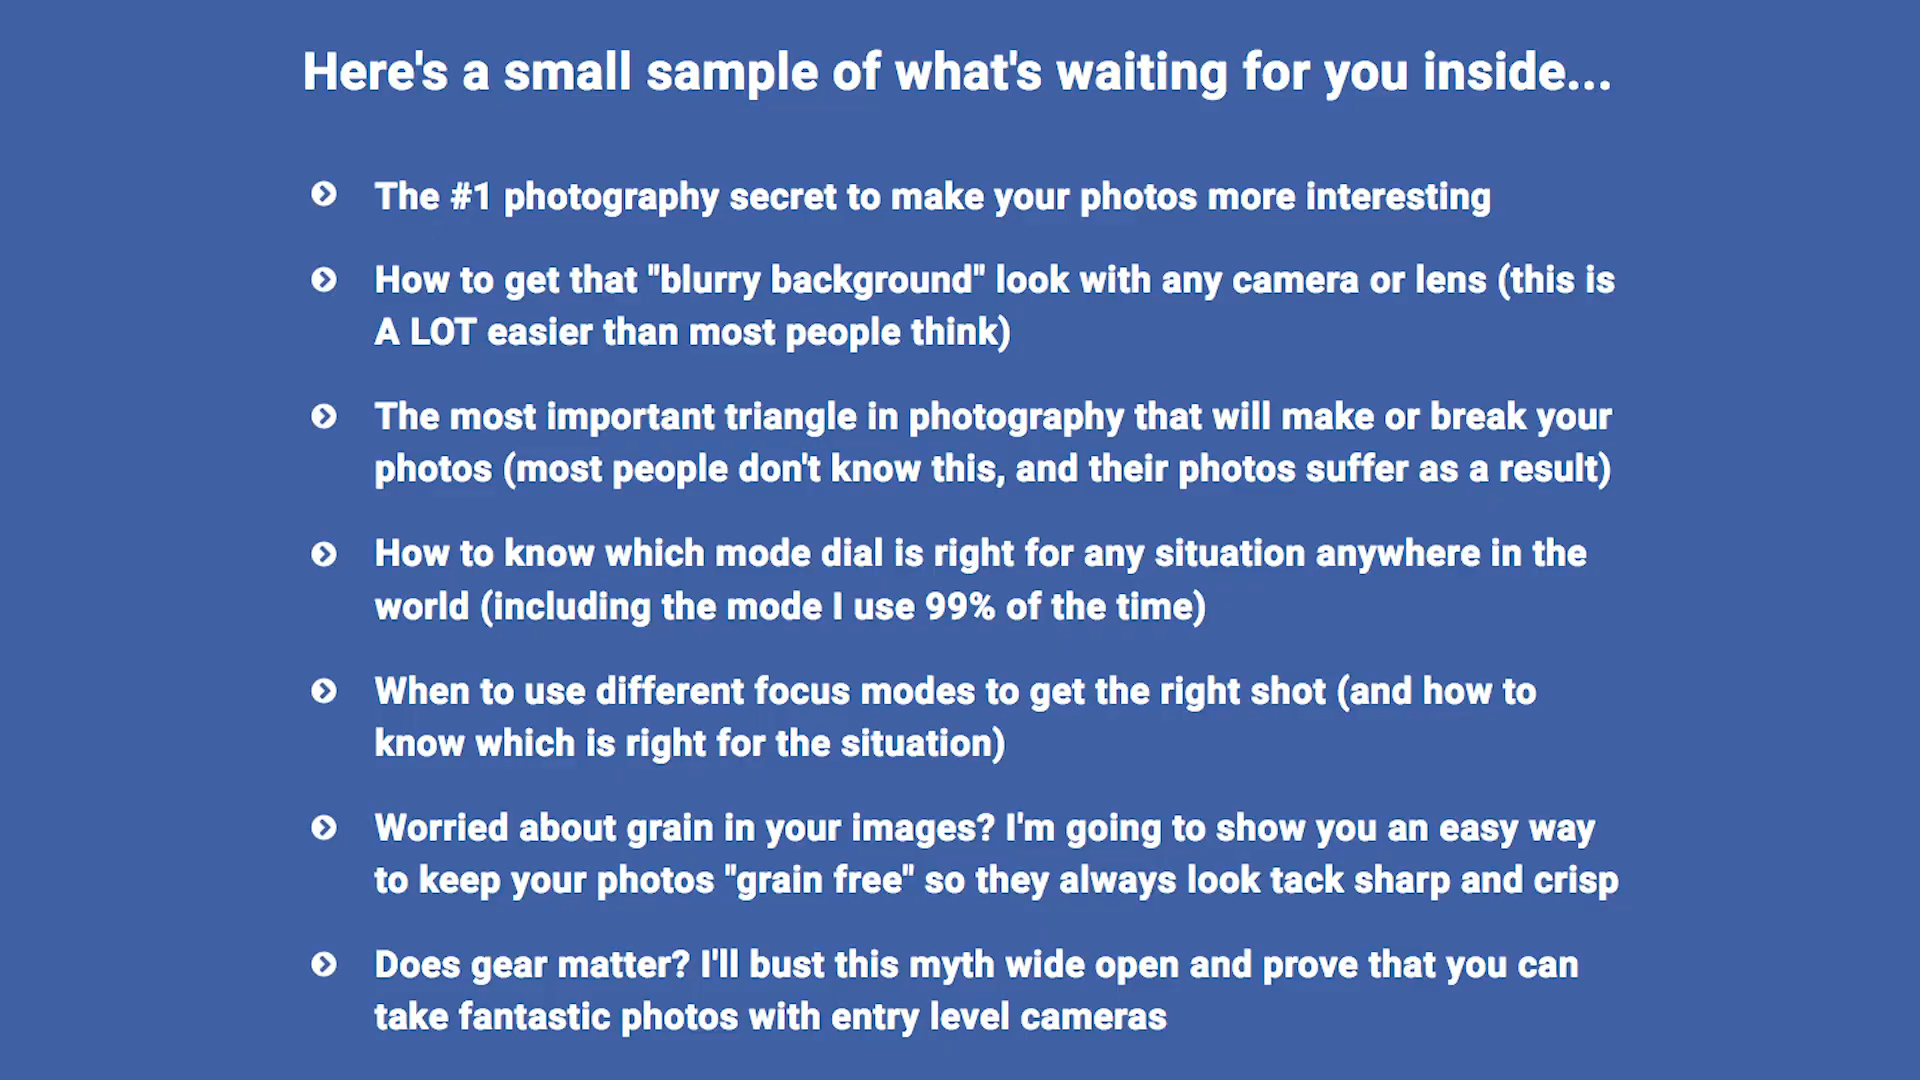 Here's a small sample of what's waiting for you inside...
The #1 photography secret to make your photos more interesting
How to get that "blurry background" look with any camera or lens (this is
A LOT easier than most people think)
The most important triangle in photography that will make or break your
photos (most people don't know this, and their photos suffer as a result)
How to know which mode dial is right for any situation anywhere in the
world (including the mode I use 99% of the time)
When to use different focus modes to get the right shot (and how to
know which is right for the situation)
Worried about grain in your images? I'm going to show you an easy way
to keep your photos "grain free" so they always look tack sharp and crisp
Does gear matter? I'll bust this myth wide open and prove that you can
take fantastic photos with entry level cameras